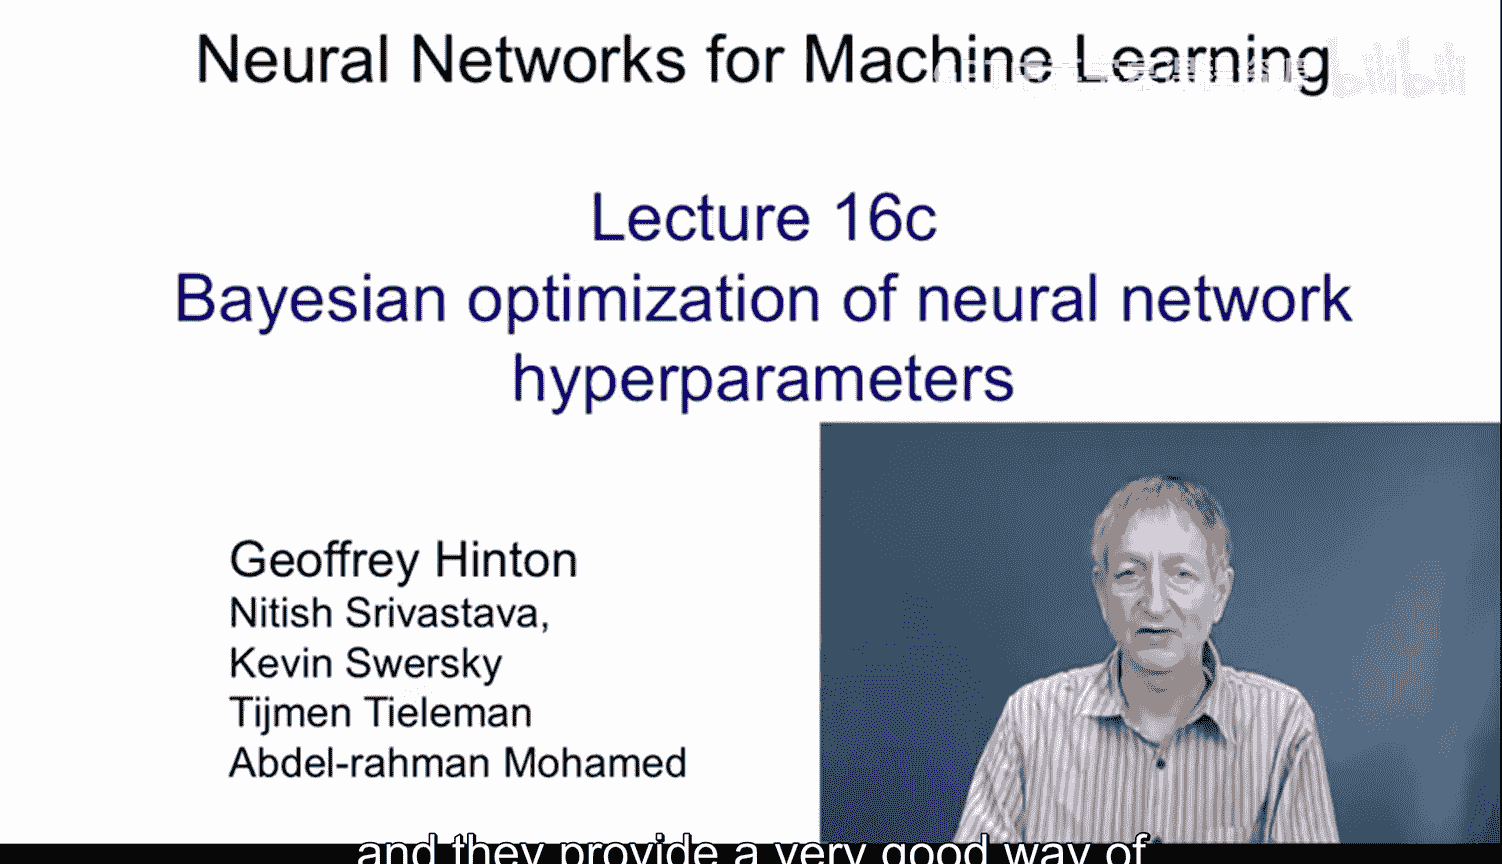 Neural Networks for Machine Learning
bilibili
Lecture 16c
Bayesian optimization of neural network
hyperparameters
Geoffrey Hinton
Nitish Srivastava,
Kevin Swersky
Tijmen Tieleman
Abdel-rahman Mohamed
and they provide a very good way of